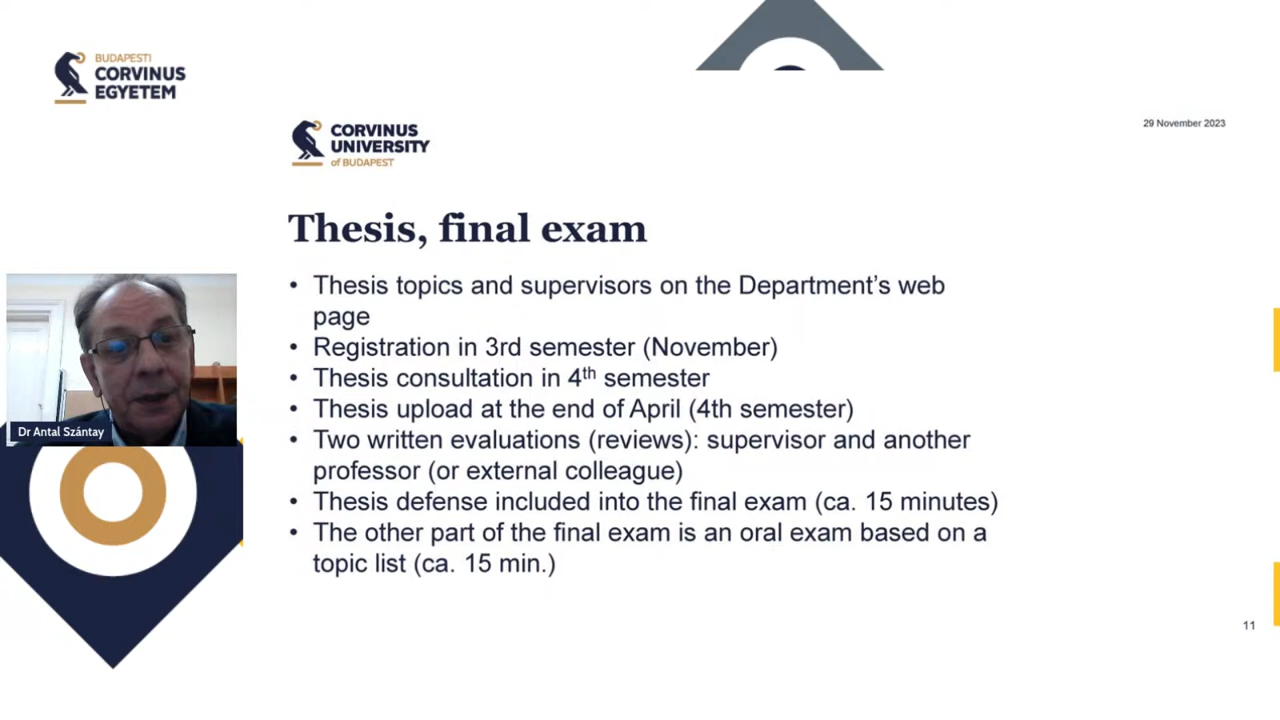 BUDAPESTI
CORVINUS
EGYETEM
CORVINUS
UNIVERSITY
of BUDAPEST
29 November 2023
Thesis, final exam
• Thesis topics and supervisors on the Department’s web
page
• Registration in 3rd semester (November)
• Thesis consultation in 4th semester
• Thesis upload at the end of April (4th semester)
• Two written evaluations (reviews): supervisor and another
professor (or external colleague)
• Thesis defense included into the final exam (ca. 15 minutes)
• The other part of the final exam is an oral exam based on a
topic list (ca. 15 min.)
Dr Antal Szántay
11